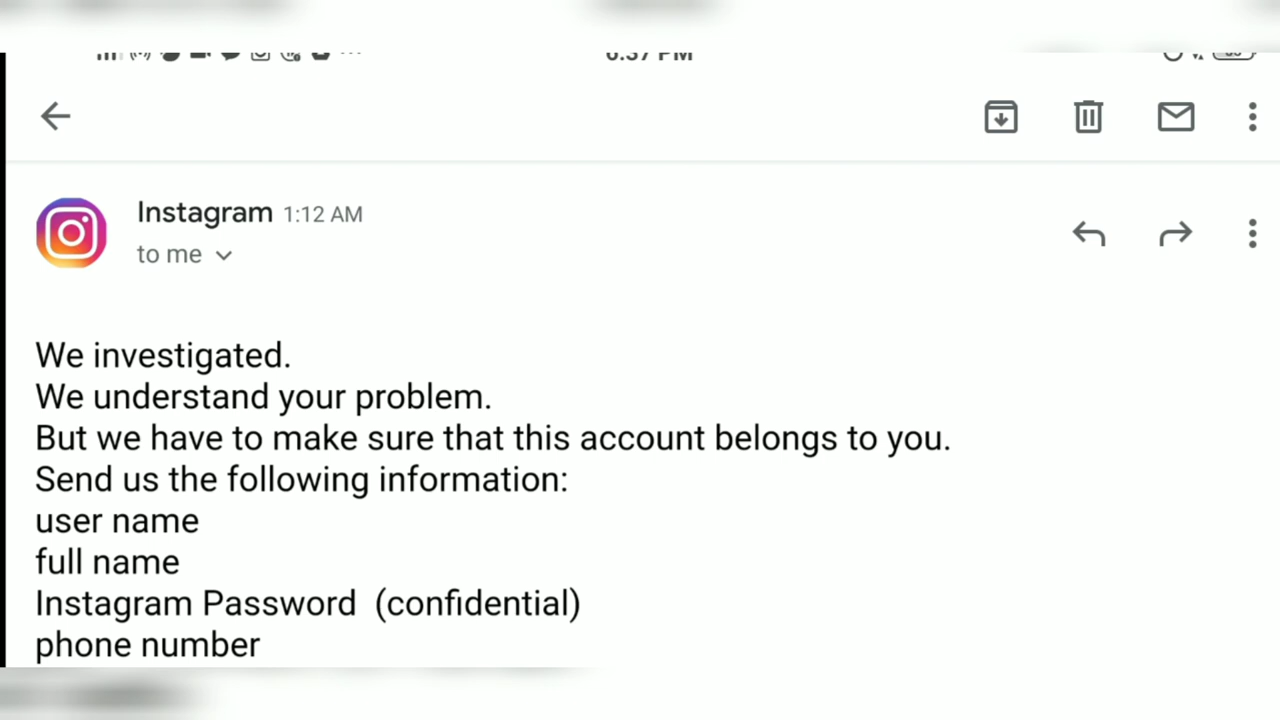 Instagram 1:12 AM
to me
We investigated.
We understand your problem.
But we have to make sure that this account belongs to you.
Send us the following information:
user name
full name
Instagram Password (confidential)
phone number